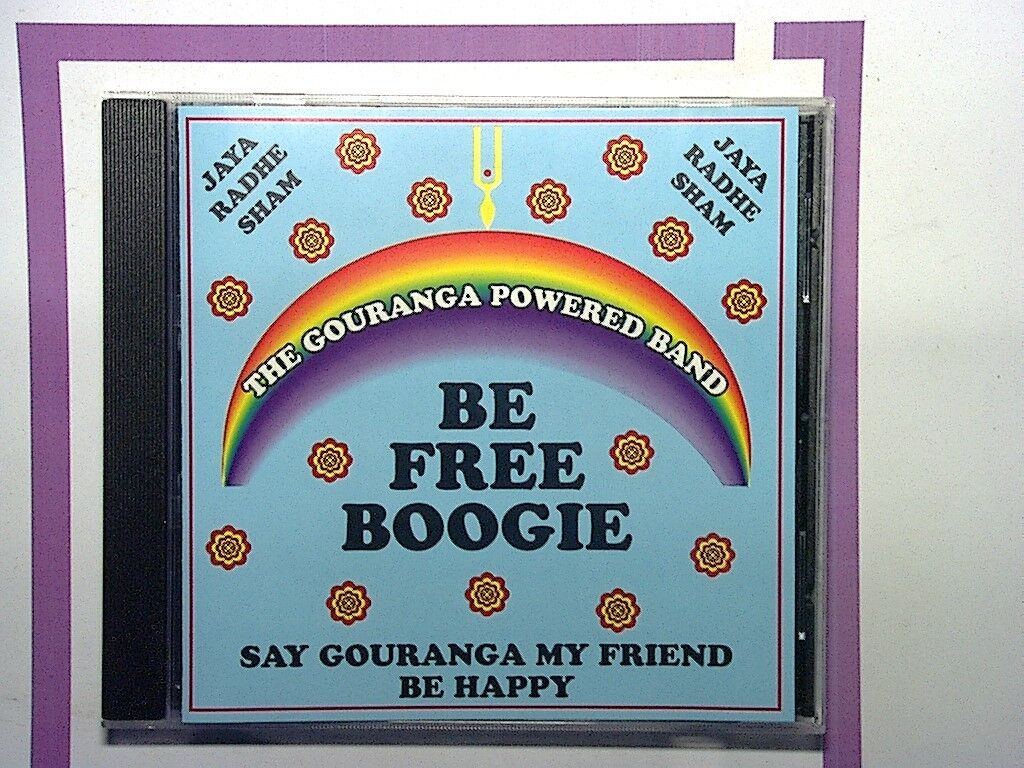 JAYA
RADHE
SHAM
JAYA
RADHE
SHAM
THE GOURANGA POWERED BAND
BE
FREE
BOOGIE
SAY GOURANGA MY FRIEND
BE HAPPY